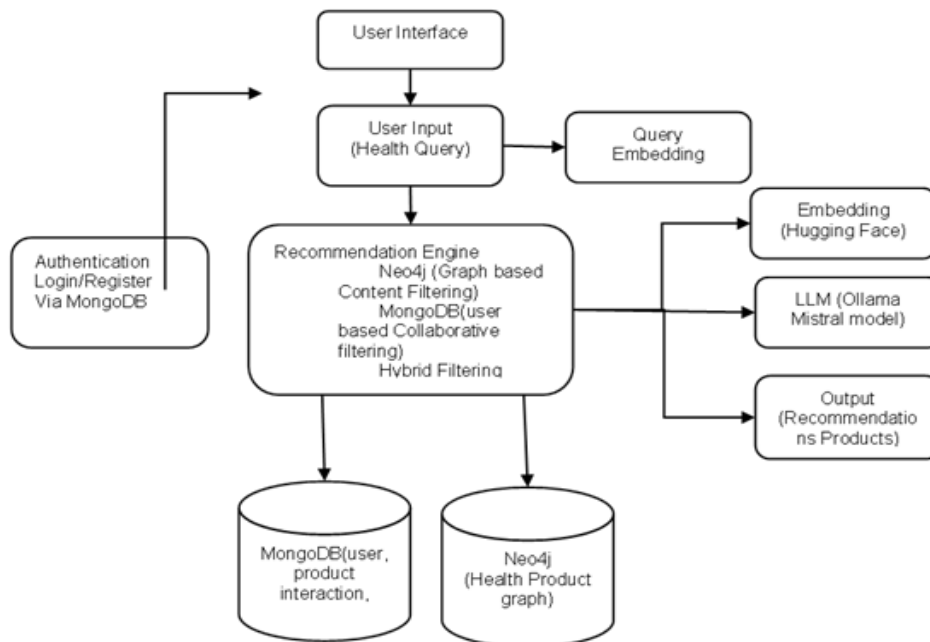 User Interface
User Input
(Health Query)
Query
Embedding
Authentication
Login/Register
Via MongoDB
Recommendation Engine
Neo4j (Graph based
Content Filtering)
MongoDB(user
based Collaborative
filtering)
Hybrid Filtering
Embedding
(Hugging Face)
LLM (Ollama
Mistral model)
Output
(Recommendatio
ns Products)
MongoDB(user,
product
interaction,
Neo4j
(Health Product
graph)